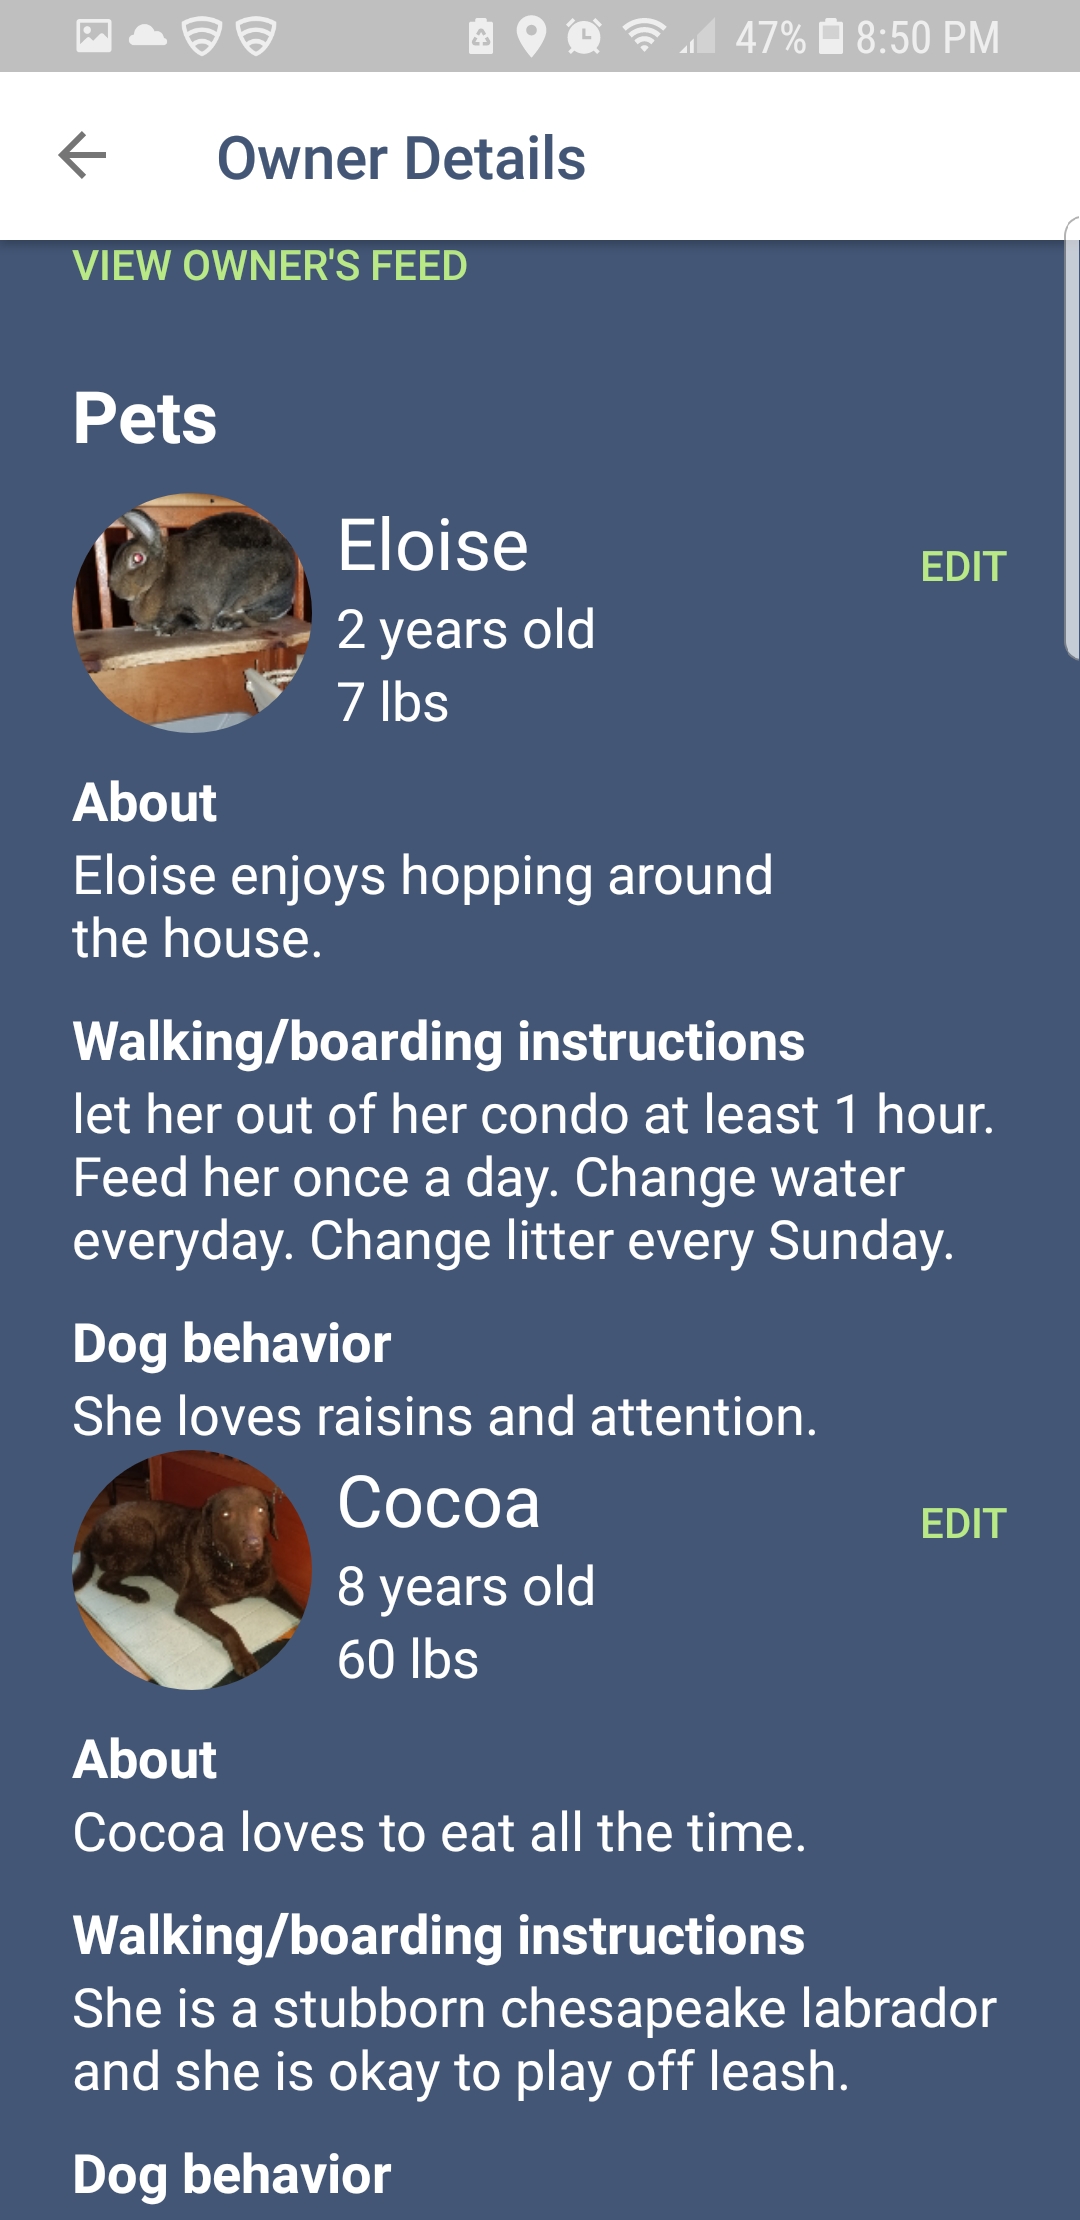 47% 8:50 PM
Owner Details
VIEW OWNER'S FEED
Pets
Eloise
EDIT
2 years old
7 lbs
About
Eloise enjoys hopping around
the house.
Walking/boarding instructions
let her out of her condo at least 1 hour.
Feed her once a day. Change water
everyday. Change litter every Sunday.
Dog behavior
She loves raisins and attention.
Cocoa
EDIT
8 years old
60 lbs
About
Cocoa loves to eat all the time.
Walking/boarding instructions
She is a stubborn chesapeake labrador
and she is okay to play off leash.
Dog behavior